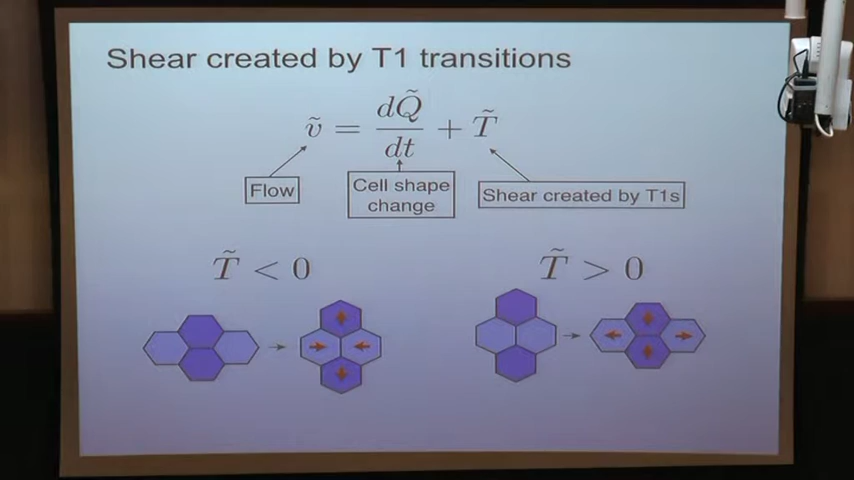 Shear created by T1 transitions
ṽ = dQ̃/dt + T̃
Flow
Cell shape
change
Shear created by T1s
T̃ < 0
T̃ > 0